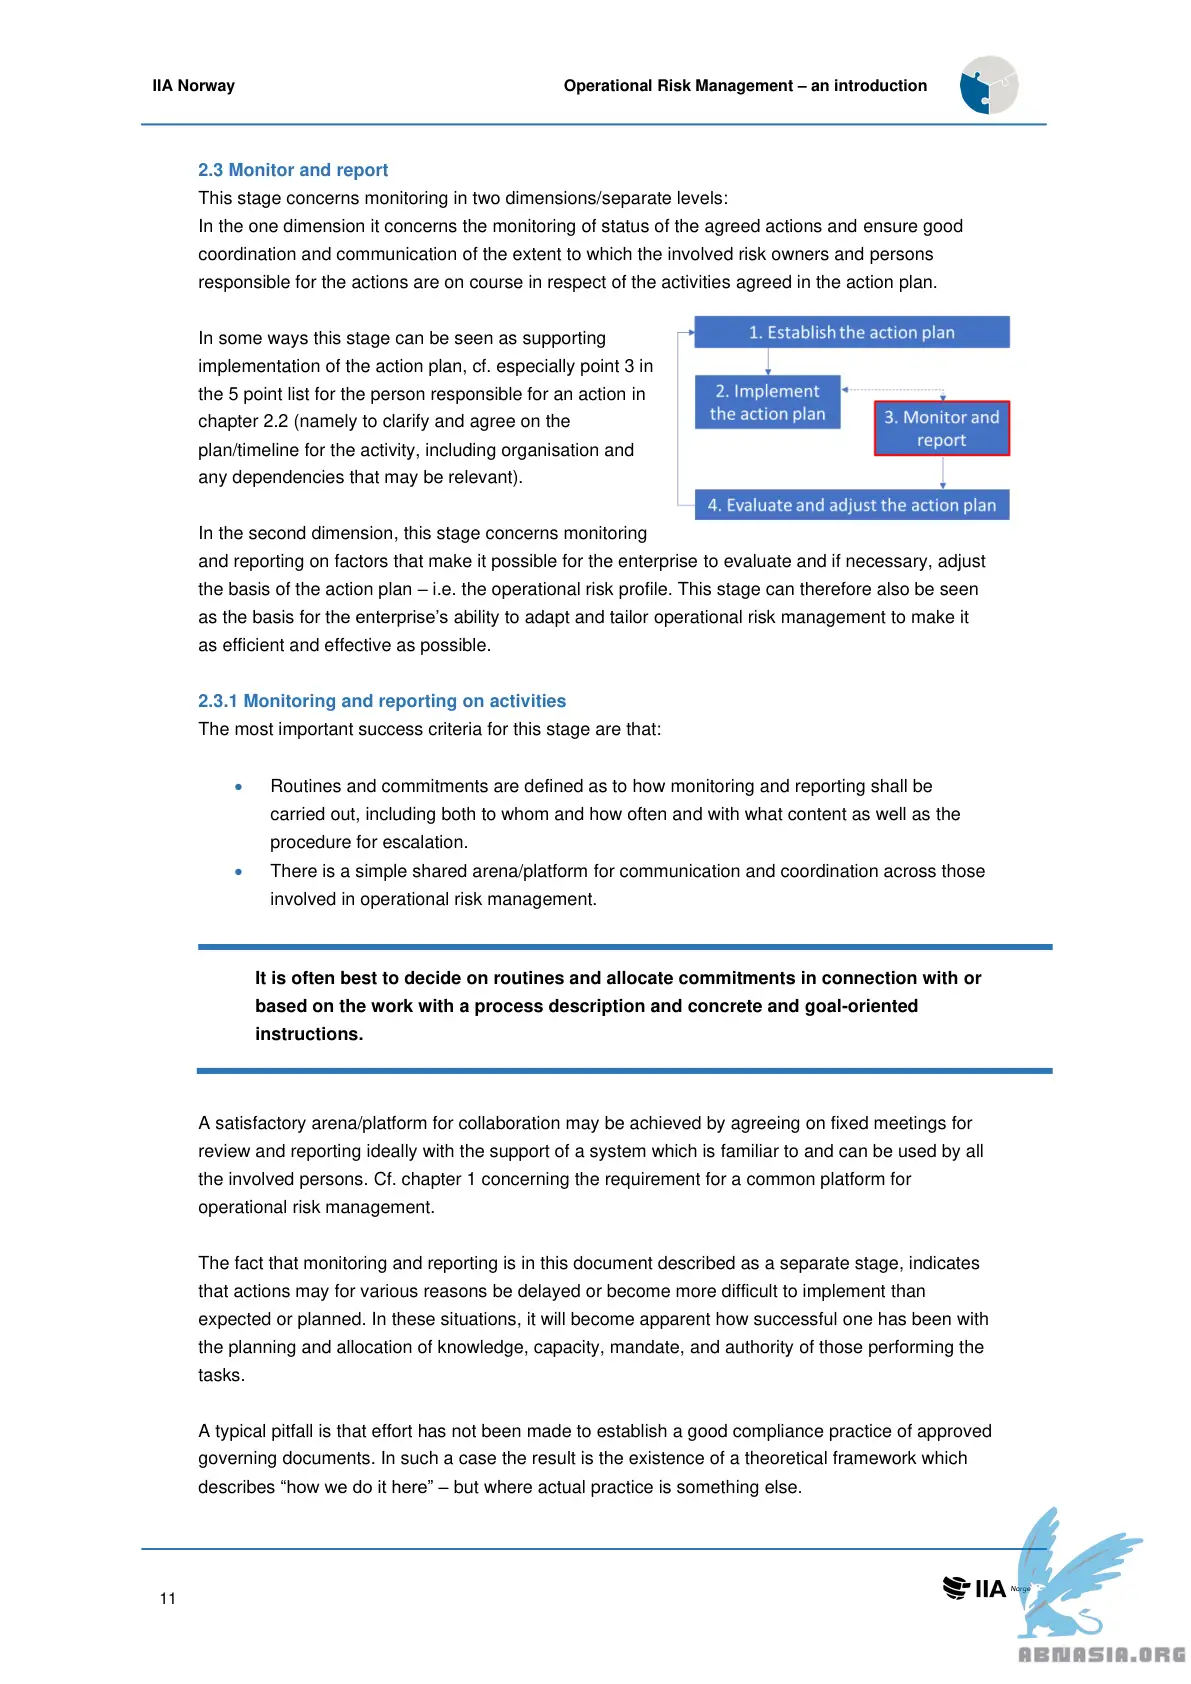 IIA Norway
Operational Risk Management – an introduction
2.3 Monitor and report
This stage concerns monitoring in two dimensions/separate levels:
In the one dimension it concerns the monitoring of status of the agreed actions and ensure good
coordination and communication of the extent to which the involved risk owners and persons
responsible for the actions are on course in respect of the activities agreed in the action plan.
In some ways this stage can be seen as supporting
implementation of the action plan, cf. especially point 3 in
the 5 point list for the person responsible for an action in
chapter 2.2 (namely to clarify and agree on the
plan/timeline for the activity, including organisation and
any dependencies that may be relevant).
1. Establish the action plan
2. Implement
the action plan
3. Monitor and
report
4. Evaluate and adjust the action plan
In the second dimension, this stage concerns monitoring
and reporting on factors that make it possible for the enterprise to evaluate and if necessary, adjust
the basis of the action plan – i.e. the operational risk profile. This stage can therefore also be seen
as the basis for the enterprise’s ability to adapt and tailor operational risk management to make it
as efficient and effective as possible.
2.3.1 Monitoring and reporting on activities
The most important success criteria for this stage are that:
• Routines and commitments are defined as to how monitoring and reporting shall be
carried out, including both to whom and how often and with what content as well as the
procedure for escalation.
• There is a simple shared arena/platform for communication and coordination across those
involved in operational risk management.
It is often best to decide on routines and allocate commitments in connection with or
based on the work with a process description and concrete and goal-oriented
instructions.
A satisfactory arena/platform for collaboration may be achieved by agreeing on fixed meetings for
review and reporting ideally with the support of a system which is familiar to and can be used by all
the involved persons. Cf. chapter 1 concerning the requirement for a common platform for
operational risk management.
The fact that monitoring and reporting is in this document described as a separate stage, indicates
that actions may for various reasons be delayed or become more difficult to implement than
expected or planned. In these situations, it will become apparent how successful one has been with
the planning and allocation of knowledge, capacity, mandate, and authority of those performing the
tasks.
A typical pitfall is that effort has not been made to establish a good compliance practice of approved
governing documents. In such a case the result is the existence of a theoretical framework which
describes “how we do it here” – but where actual practice is something else.
11
IIA Norge
ABNASIA.ORG